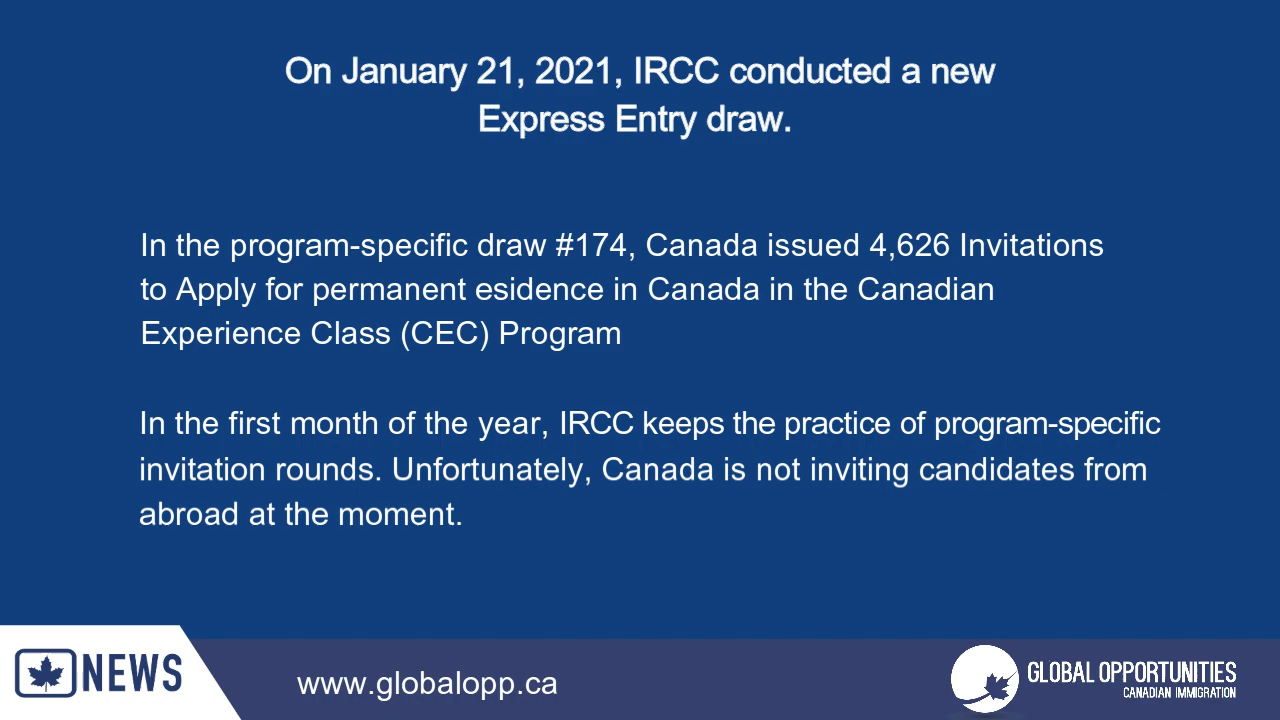 On January 21, 2021, IRCC conducted a new
Express Entry draw.
In the program-specific draw #174, Canada issued 4,626 Invitations
to Apply for permanent esidence in Canada in the Canadian
Experience Class (CEC) Program
In the first month of the year, IRCC keeps the practice of program-specific
invitation rounds. Unfortunately, Canada is not inviting candidates from
abroad at the moment.
NEWS
www.globalopp.ca
GLOBAL OPPORTUNITIES
CANADIAN IMMIGRATION